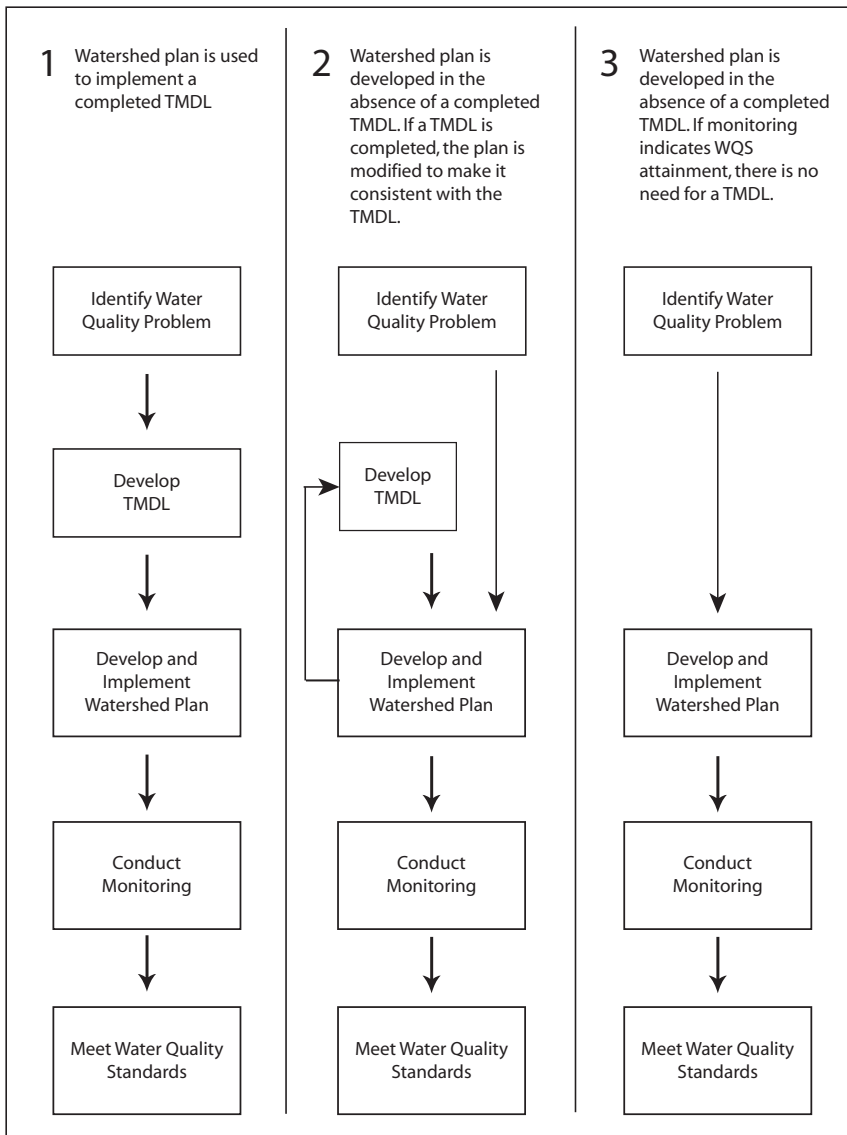 1
Watershed plan is used
to implement a
completed TMDL
Identify Water
Quality Problem
Develop
TMDL
Develop and
Implement
Watershed Plan
Conduct
Monitoring
Meet Water Quality
Standards
2
Watershed plan is
developed in the
absence of a completed
TMDL. If a TMDL is
completed, the plan is
modified to make it
consistent with the
TMDL.
Identify Water
Quality Problem
Develop
TMDL
Develop and
Implement
Watershed Plan
Conduct
Monitoring
Meet Water Quality
Standards
3
Watershed plan is
developed in the
absence of a completed
TMDL. If monitoring
indicates WQS
attainment, there is no
need for a TMDL.
Identify Water
Quality Problem
Develop and
Implement
Watershed Plan
Conduct
Monitoring
Meet Water Quality
Standards